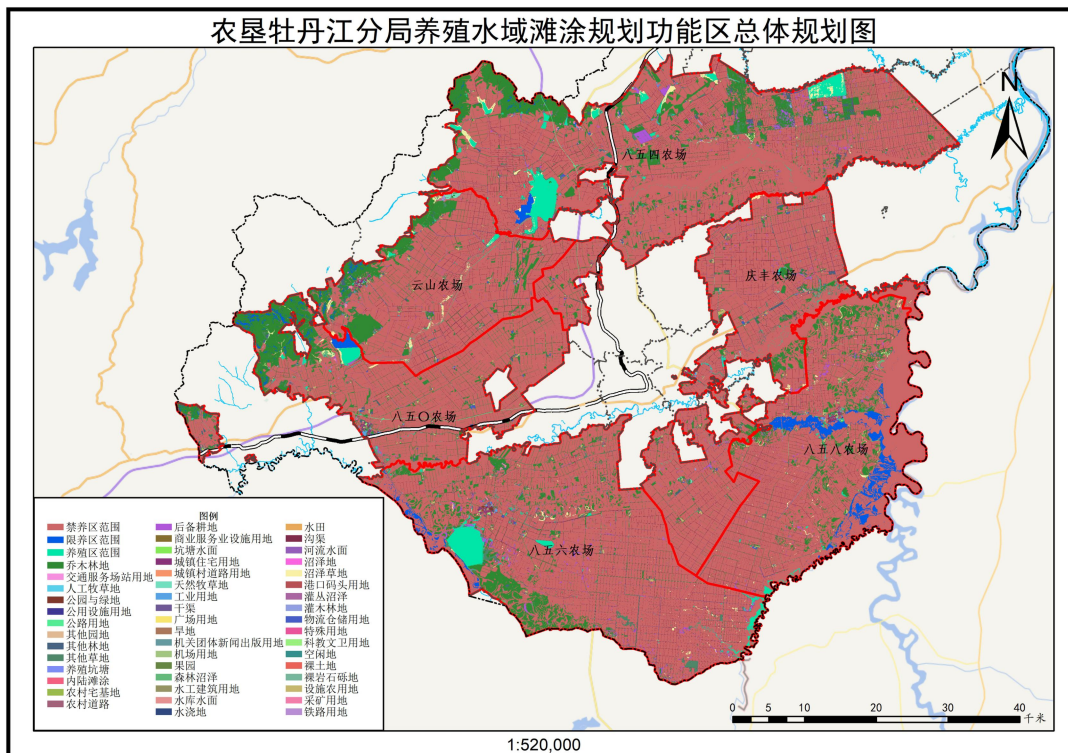 农垦牡丹江分局养殖水域滩涂规划功能区总体规划图
N
八五四农场
云山农场
庆丰农场
八五〇农场
八五八农场
八五六农场
图例
禁养区范围
限养区范围
养殖区范围
乔木林地
交通服务场站用地
人工牧草地
公园与绿地
公用设施用地
公路用地
其他园地
其他林地
其他草地
养殖坑塘
内陆滩涂
农村宅基地
农村道路
后备耕地
商业服务业设施用地
坑塘水面
城镇住宅用地
城镇村道路用地
天然牧草地
工业用地
干渠
广场用地
旱地
机关团体新闻出版用地
机场用地
果园
森林沼泽
水工建筑用地
水库水面
水浇地
水田
沟渠
河流水面
沼泽地
沼泽草地
港口码头用地
灌丛沼泽
灌木林地
物流仓储用地
特殊用地
科教文卫用地
空闲地
裸土地
裸岩石砾地
设施农用地
采矿用地
铁路用地
0 5 10 20 30 40
千米
1:520,000